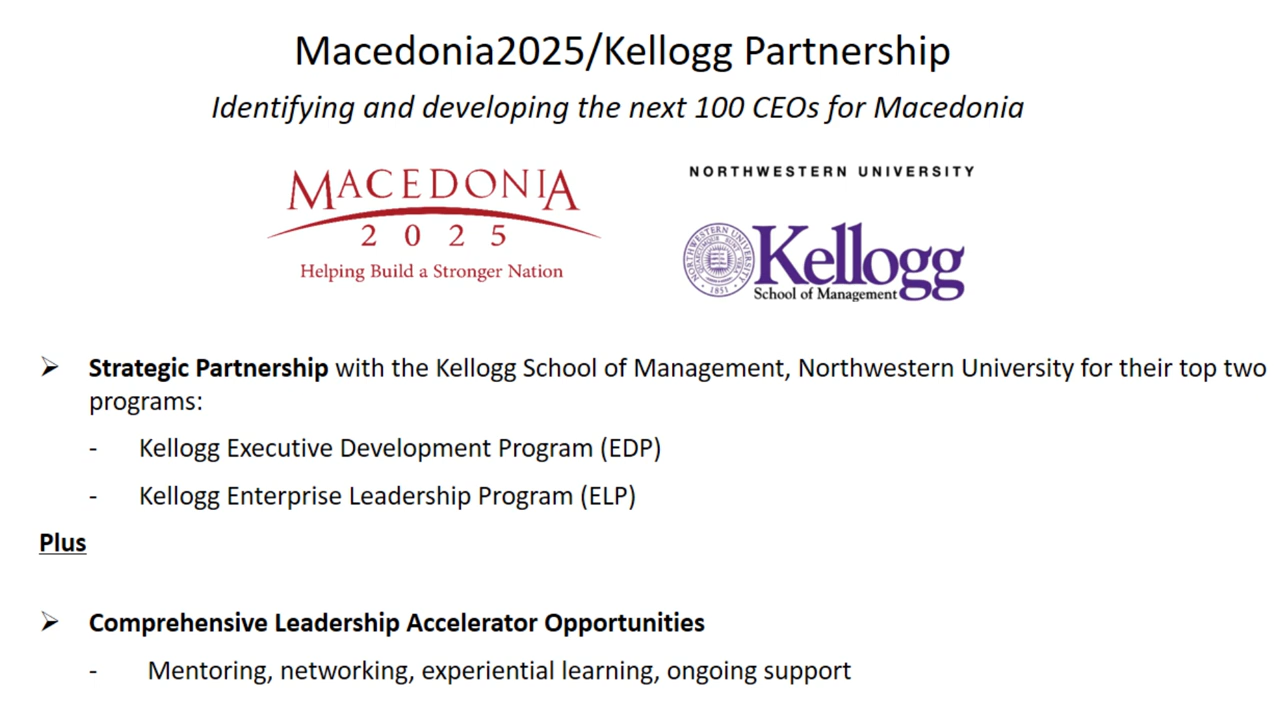 Macedonia2025/Kellogg Partnership
Identifying and developing the next 100 CEOs for Macedonia
MACEDONIA
2 0 2 5
Helping Build a Stronger Nation
NORTHWESTERN UNIVERSITY
NORTHWESTERN UNIVERSITY
1851
Kellogg
School of Management
➢ Strategic Partnership with the Kellogg School of Management, Northwestern University for their top two
programs:
- Kellogg Executive Development Program (EDP)
- Kellogg Enterprise Leadership Program (ELP)
Plus
➢ Comprehensive Leadership Accelerator Opportunities
- Mentoring, networking, experiential learning, ongoing support